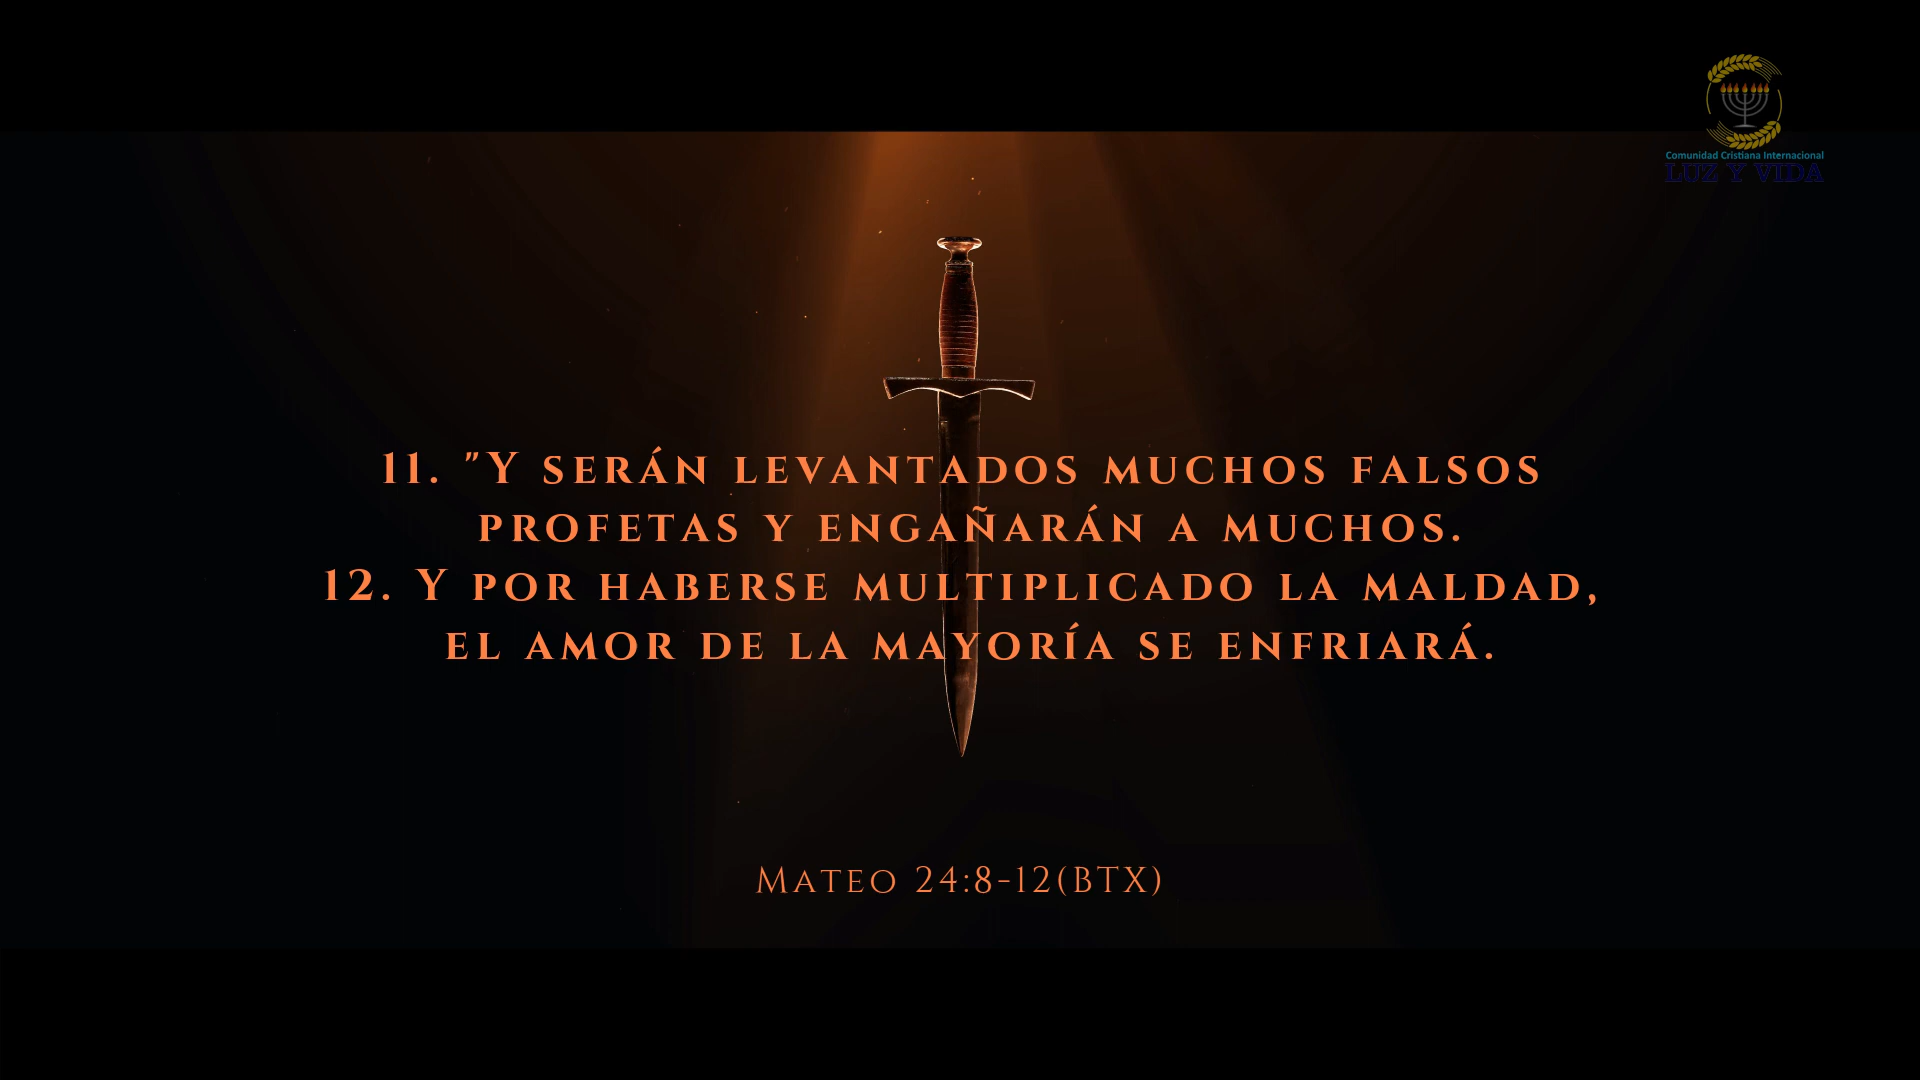 Comunidad Cristiana Internacional
LUZ Y VIDA
11. "Y SERÁN LEVANTADOS MUCHOS FALSOS
PROFETAS Y ENGAÑARÁN A MUCHOS.
12. Y POR HABERSE MULTIPLICADO LA MALDAD,
EL AMOR DE LA MAYORÍA SE ENFRIARÁ.
Mateo 24:8-12(BTX)